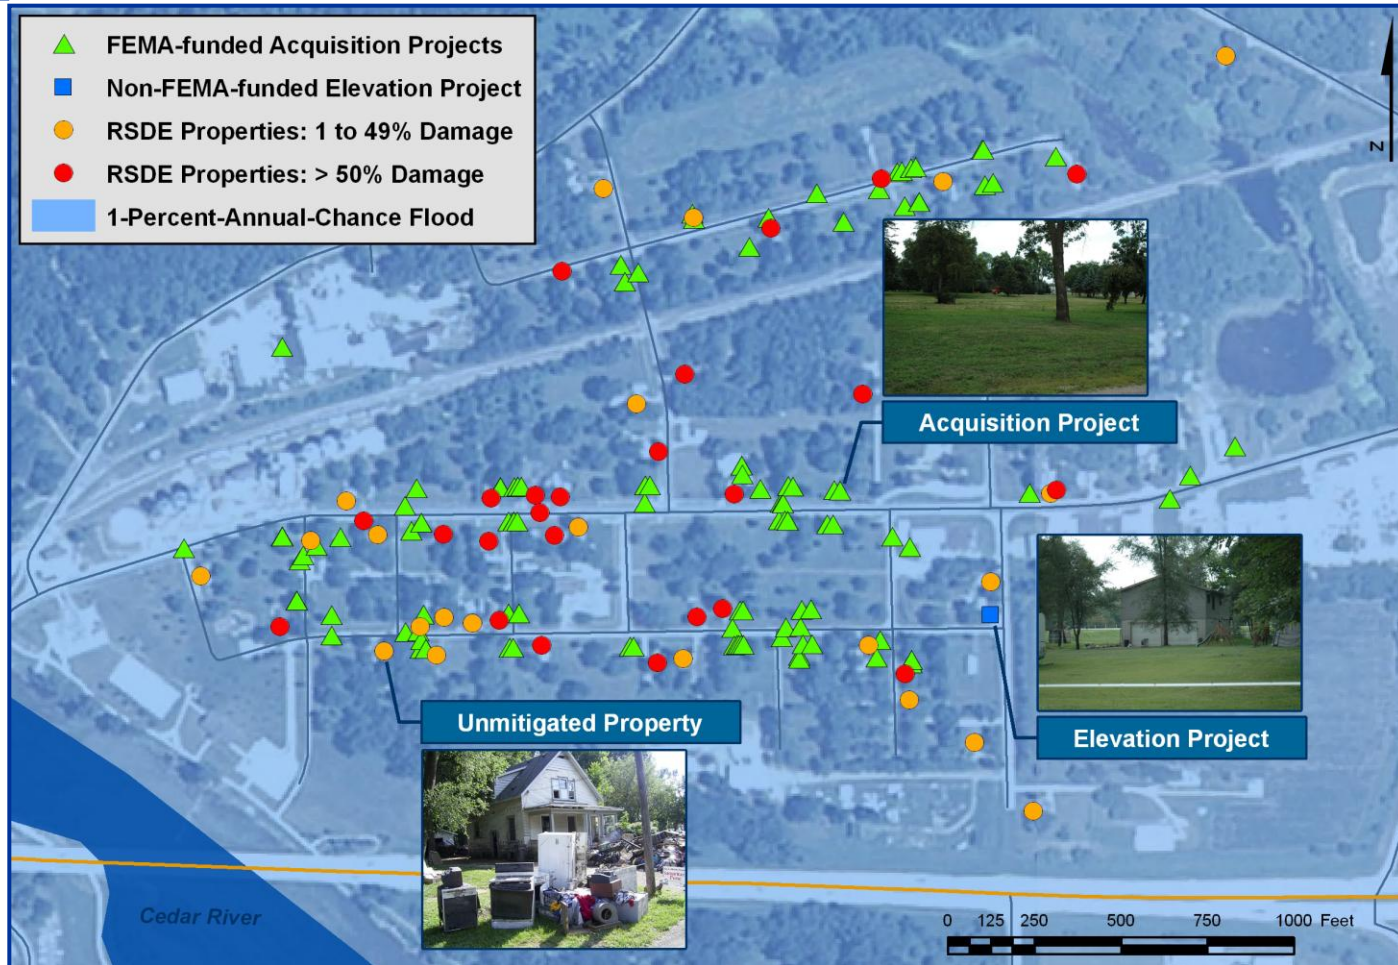 FEMA-funded Acquisition Projects
Non-FEMA-funded Elevation Project
RSDE Properties: 1 to 49% Damage
RSDE Properties: > 50% Damage
1-Percent-Annual-Chance Flood
N
Acquisition Project
Unmitigated Property
Elevation Project
Cedar River
0 125 250 500 750 1000 Feet